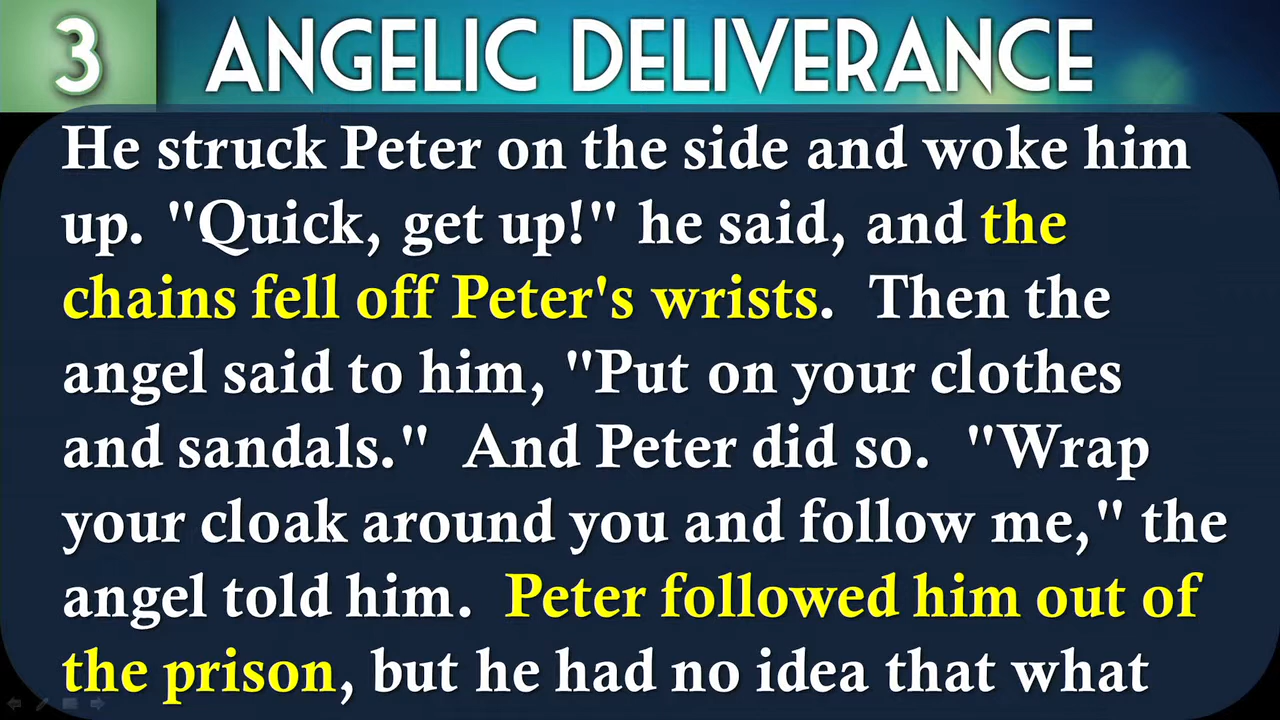 3 ANGELIC DELIVERANCE
He struck Peter on the side and woke him
up. "Quick, get up!" he said, and the
chains fell off Peter's wrists. Then the
angel said to him, "Put on your clothes
and sandals." And Peter did so. "Wrap
your cloak around you and follow me," the
angel told him. Peter followed him out of
the prison, but he had no idea that what